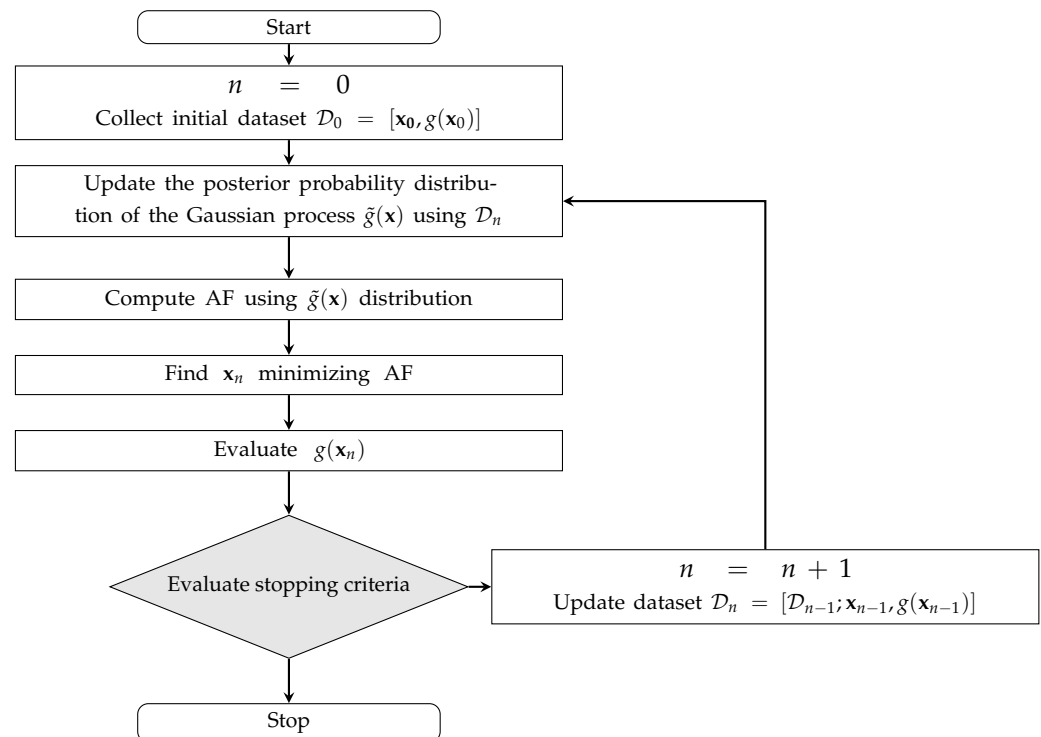 Start
n = 0
Collect initial dataset 𝒟₀ = [𝐱₀, g(𝐱₀)]
Update the posterior probability distribu-
tion of the Gaussian process g̃(𝐱) using 𝒟ₙ
Compute AF using g̃(𝐱) distribution
Find 𝐱ₙ minimizing AF
Evaluate g(𝐱ₙ)
Evaluate stopping criteria
n = n + 1
Update dataset 𝒟ₙ = [𝒟ₙ₋₁; 𝐱ₙ₋₁, g(𝐱ₙ₋₁)]
Stop